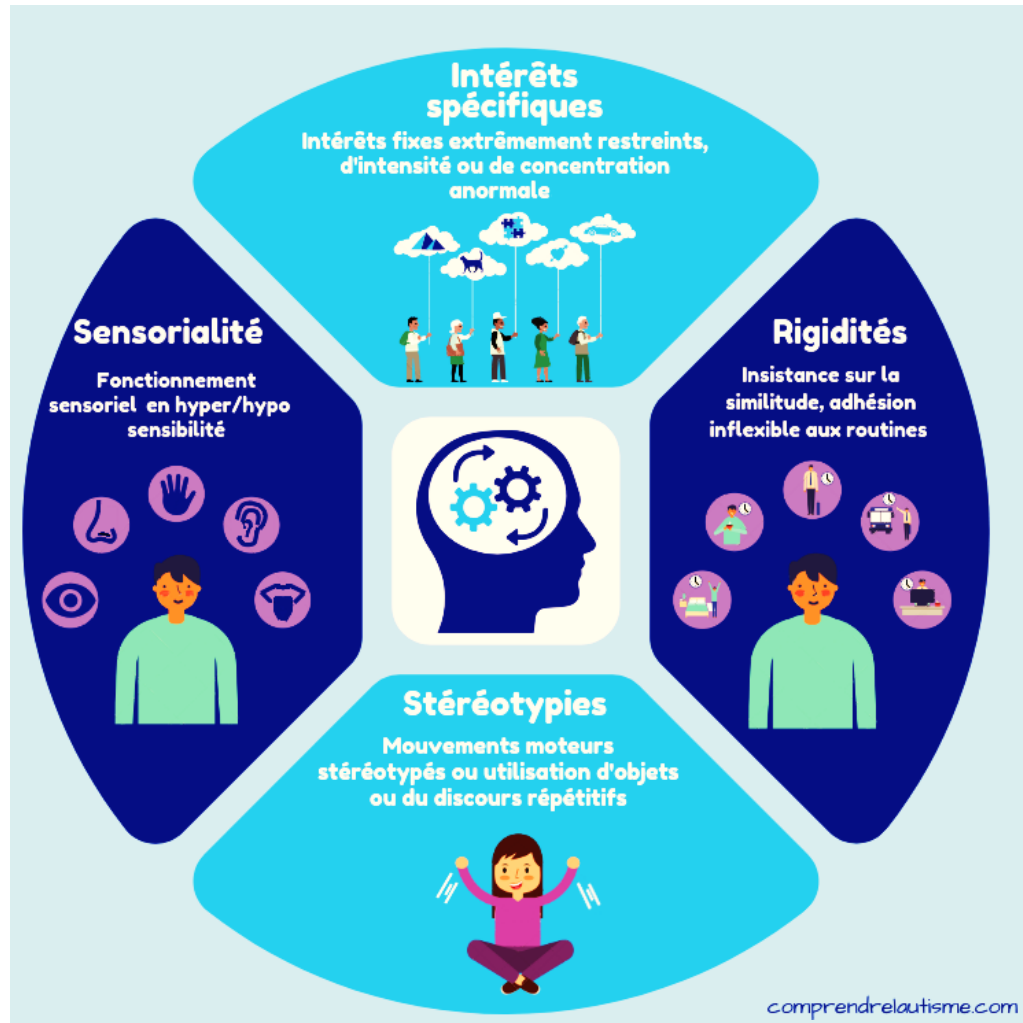 Intérêts
spécifiques
Intérêts fixes extrêmement restreints,
d'intensité ou de concentration
anormale
Sensorialité
Fonctionnement
sensoriel en hyper/hypo
sensibilité
Rigidités
Insistance sur la
similitude, adhésion
inflexible aux routines
Stéréotypies
Mouvements moteurs
stéréotypés ou utilisation d'objets
ou du discours répétitifs
comprendrelautisme.com